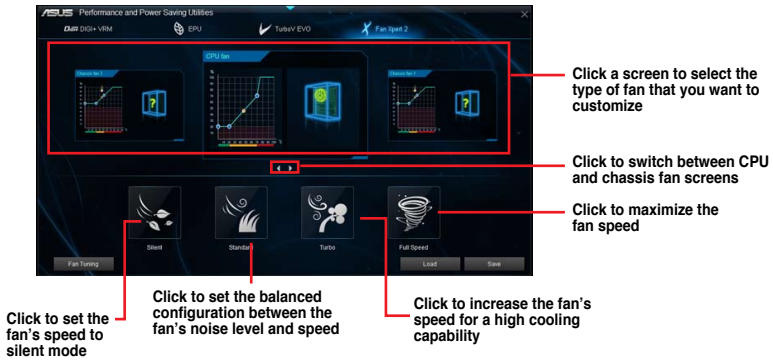 ASUS Performance and Power Saving Utilities
DIGI+ DIGI+ VRM
EPU
TurboV EVO
Fan Xpert 2
Chassis fan 3
CPU fan
Chassis fan 1
?
?
Silent
Standard
Turbo
Full Speed
Fan Tuning
Load
Save
Click a screen to select the
type of fan that you want to
customize
Click to switch between CPU
and chassis fan screens
Click to maximize the
fan speed
Click to set the
fan's speed to
silent mode
Click to set the balanced
configuration between the
fan's noise level and speed
Click to increase the fan's
speed for a high cooling
capability